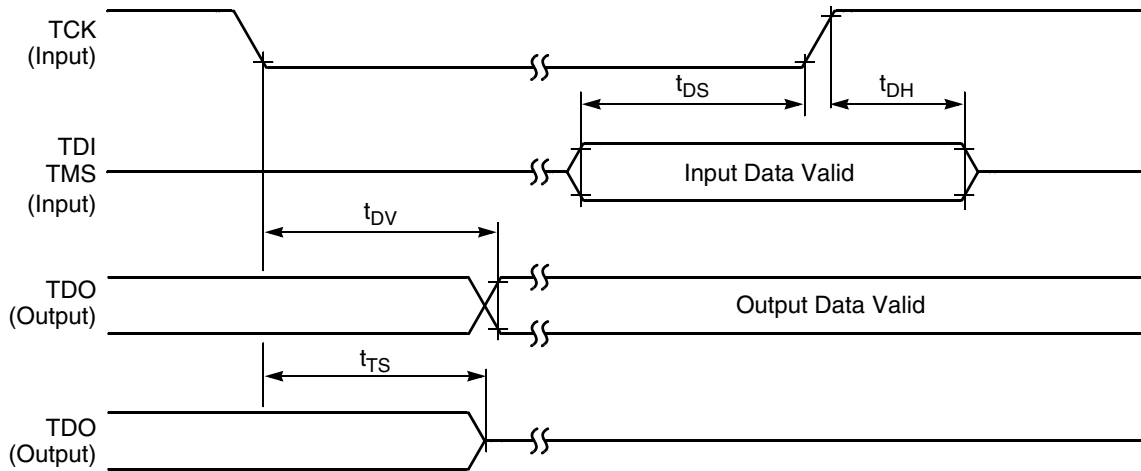 TCK
(Input)
tDS
tDH
TDI
TMS
(Input)
Input Data Valid
tDV
TDO
(Output)
Output Data Valid
tTS
TDO
(Output)